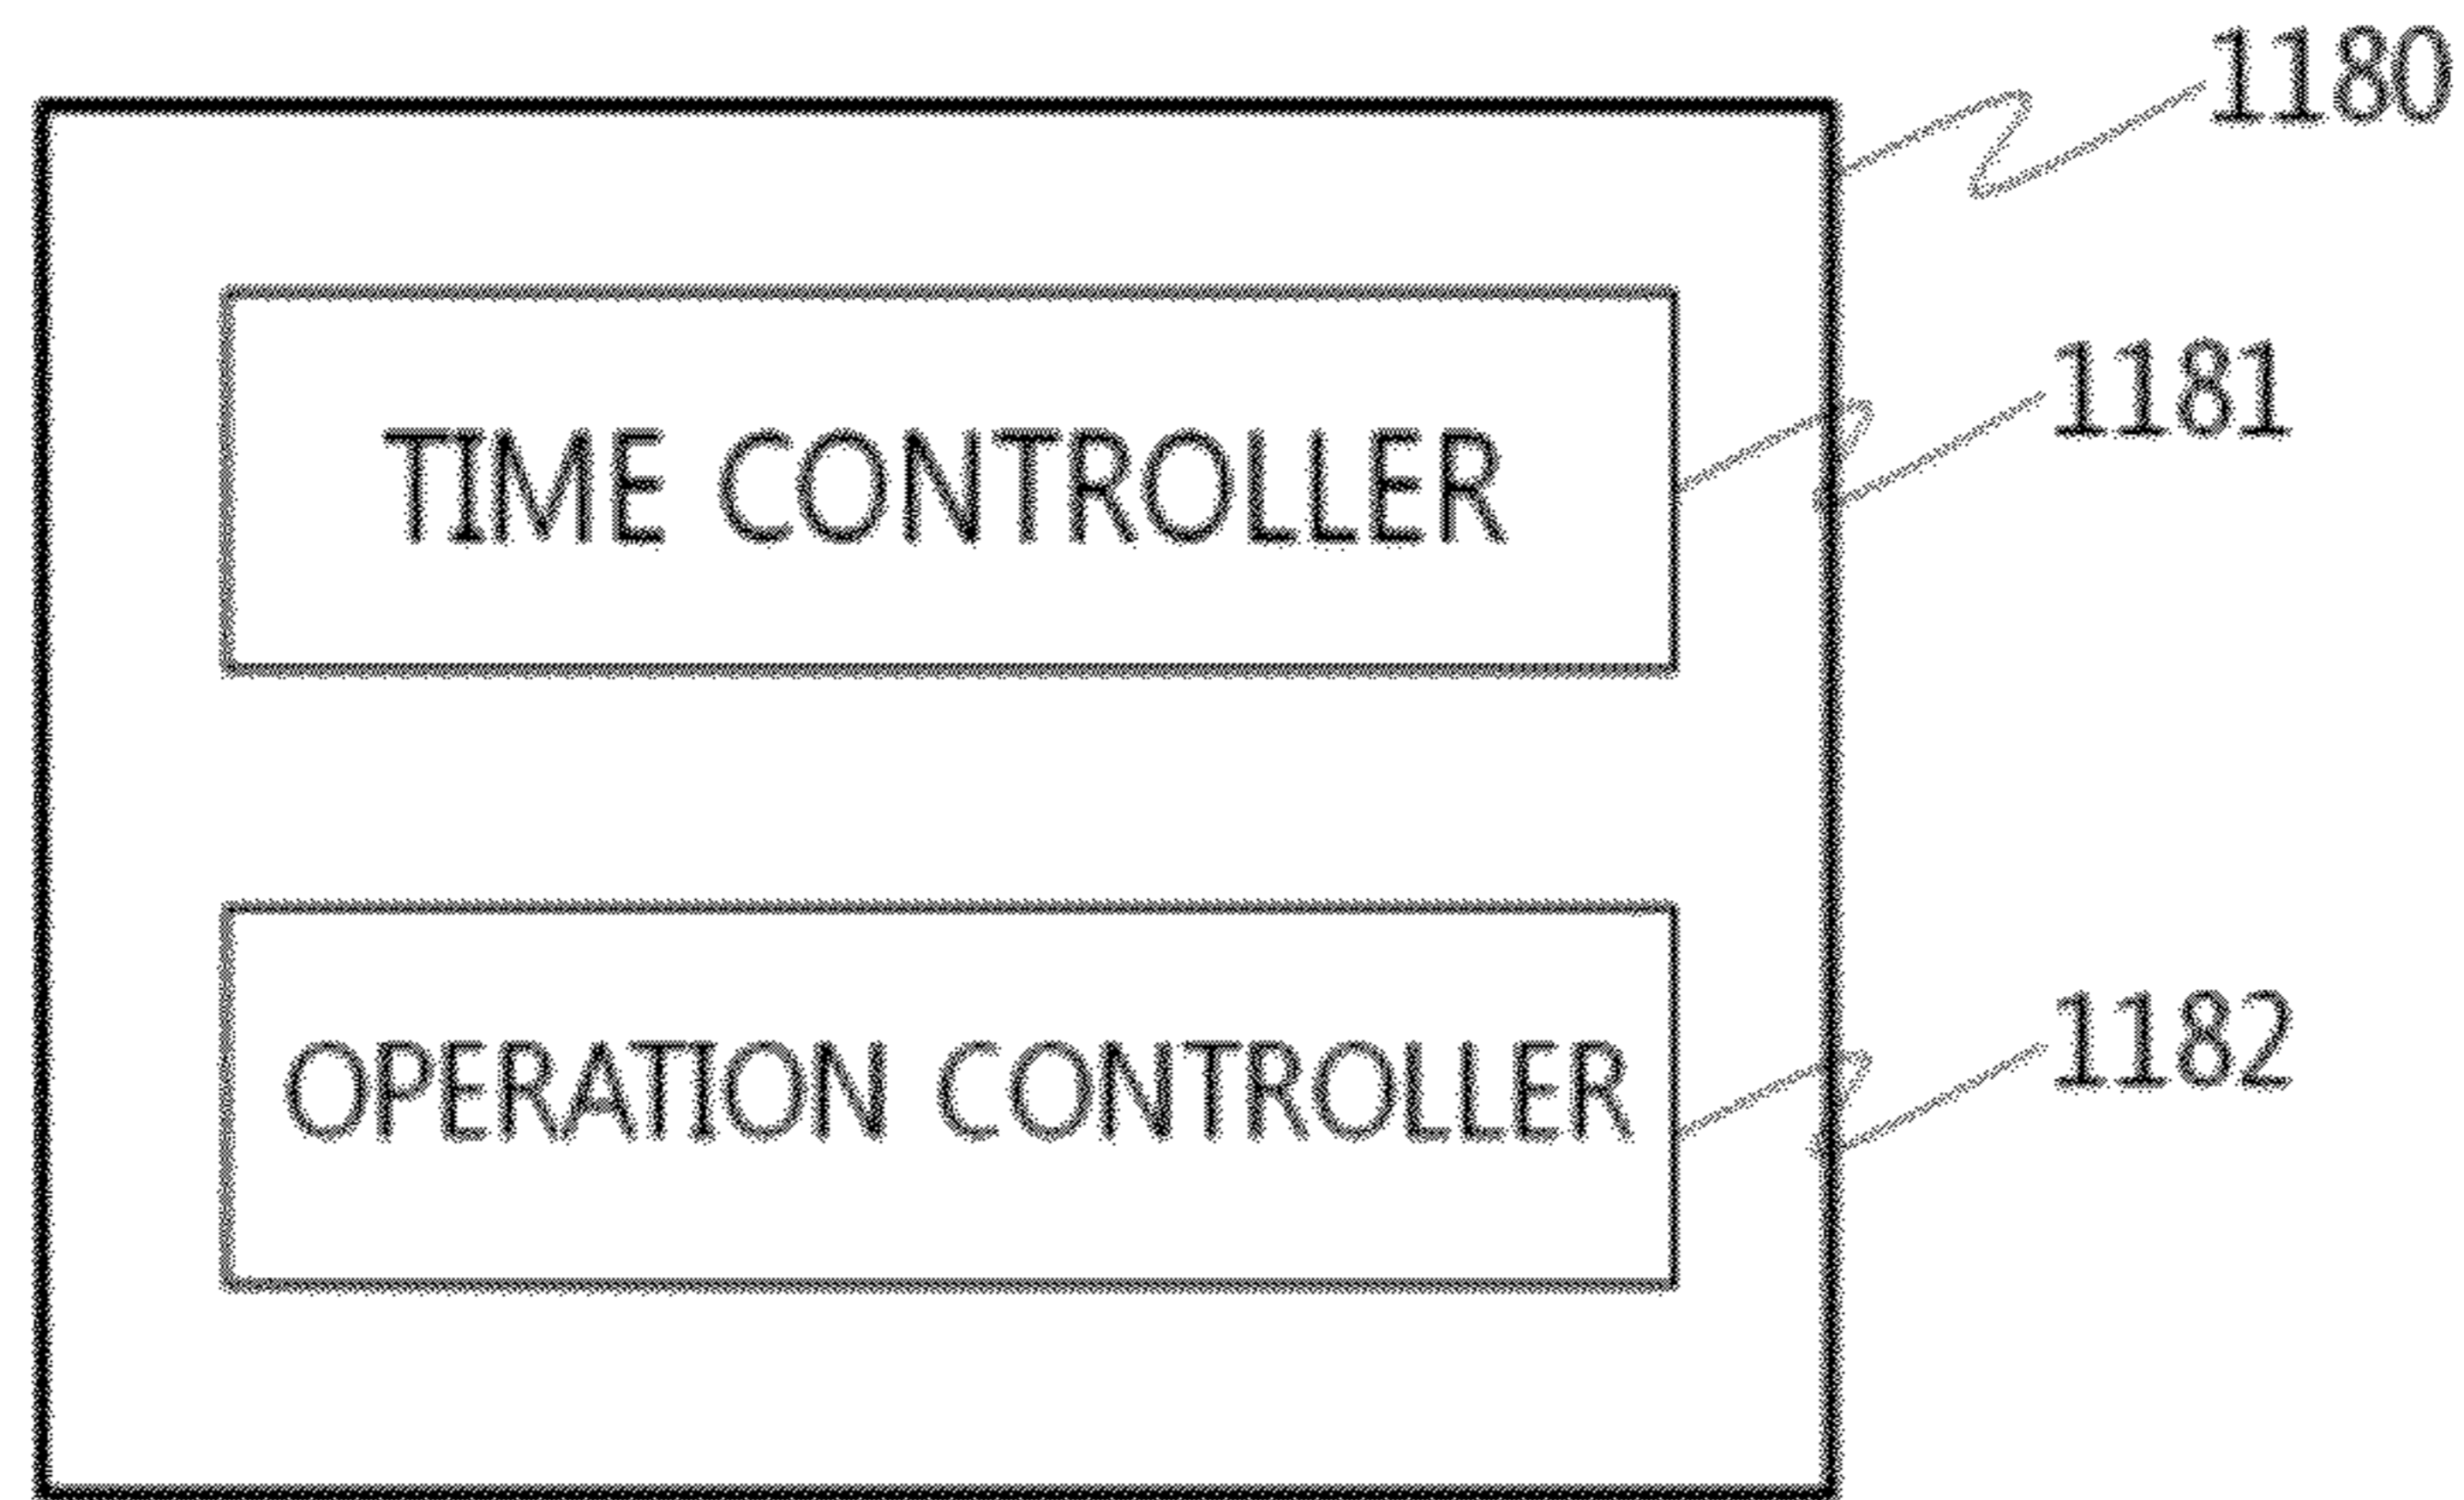 1180
1181
TIME CONTROLLER
1182
OPERATION CONTROLLER